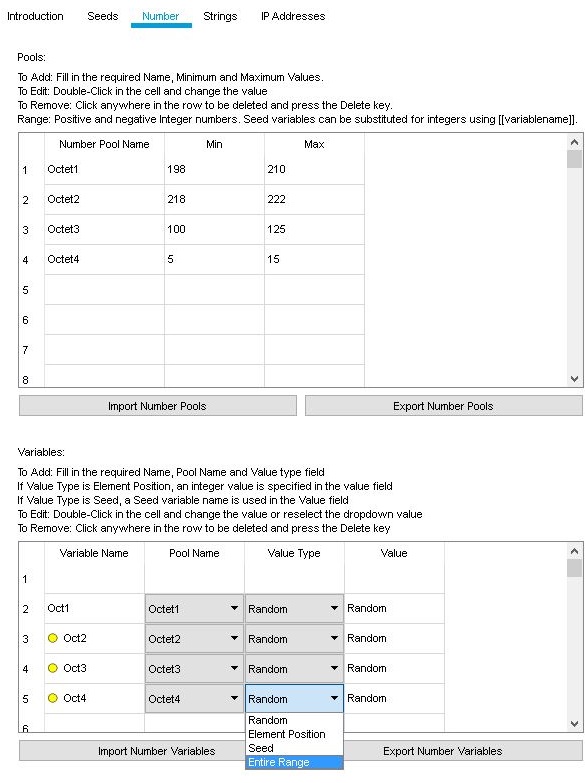 Introduction Seeds Number Strings IP Addresses
Pools:
To Add: Fill in the required Name, Minimum and Maximum Values.
To Edit: Double-Click in the cell and change the value
To Remove: Click anywhere in the row to be deleted and press the Delete key.
Range: Positive and negative Integer numbers. Seed variables can be substituted for integers using [[variablename]].
Number Pool Name Min Max
1 Octet1 198 210
2 Octet2 218 222
3 Octet3 100 125
4 Octet4 5 15
5
6
7
8
Import Number Pools Export Number Pools
Variables:
To Add: Fill in the required Name, Pool Name and Value type field
If Value Type is Element Position, an integer value is specified in the value field
If Value Type is Seed, a Seed variable name is used in the Value field
To Edit: Double-Click in the cell and change the value or reselect the dropdown value
To Remove: Click anywhere in the row to be deleted and press the Delete key
Variable Name Pool Name Value Type Value
1
2 Oct1 Octet1 Random Random
3 Oct2 Octet2 Random Random
4 Oct3 Octet3 Random Random
5 Oct4 Octet4 Random Random
6
Random
Element Position
Seed
Entire Range
Import Number Variables Export Number Variables